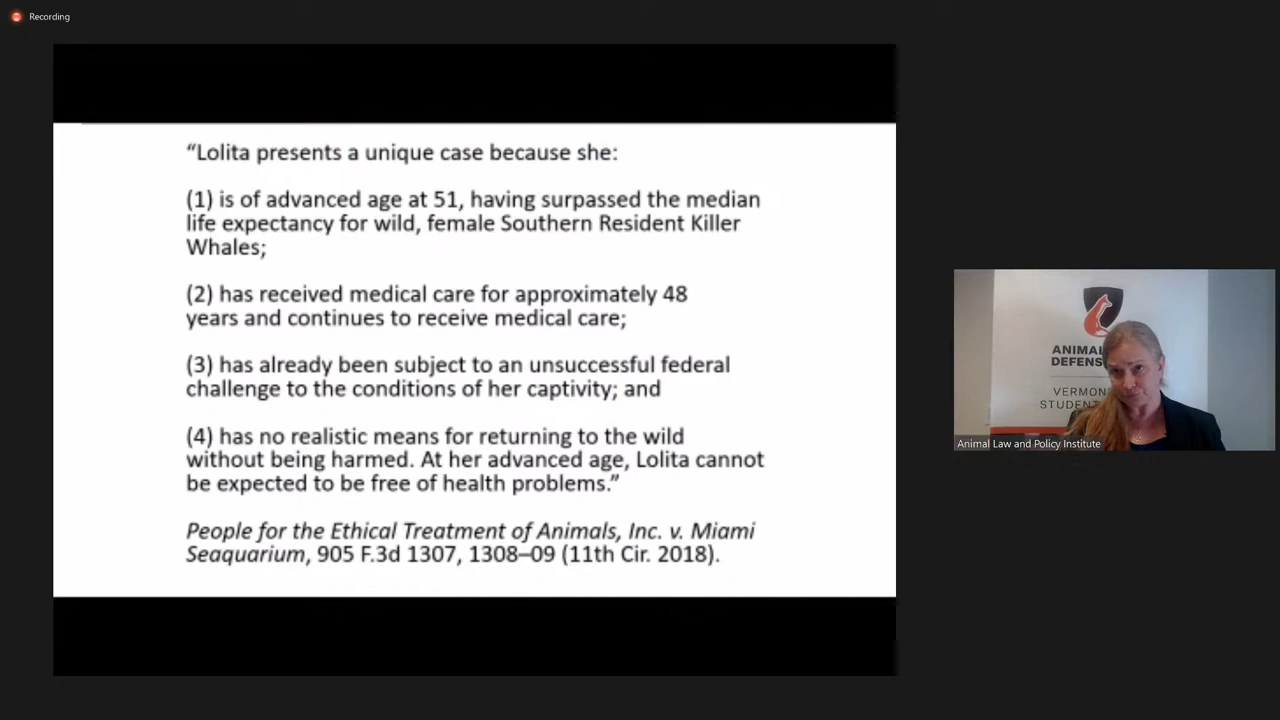 Recording
“Lolita presents a unique case because she:
(1) is of advanced age at 51, having surpassed the median
life expectancy for wild, female Southern Resident Killer
Whales;
(2) has received medical care for approximately 48
years and continues to receive medical care;
(3) has already been subject to an unsuccessful federal
challenge to the conditions of her captivity; and
(4) has no realistic means for returning to the wild
without being harmed. At her advanced age, Lolita cannot
be expected to be free of health problems.”
People for the Ethical Treatment of Animals, Inc. v. Miami
Seaquarium, 905 F.3d 1307, 1308–09 (11th Cir. 2018).
ANIMAL
DEFENS
VERMON
STUDENT
Animal Law and Policy Institute